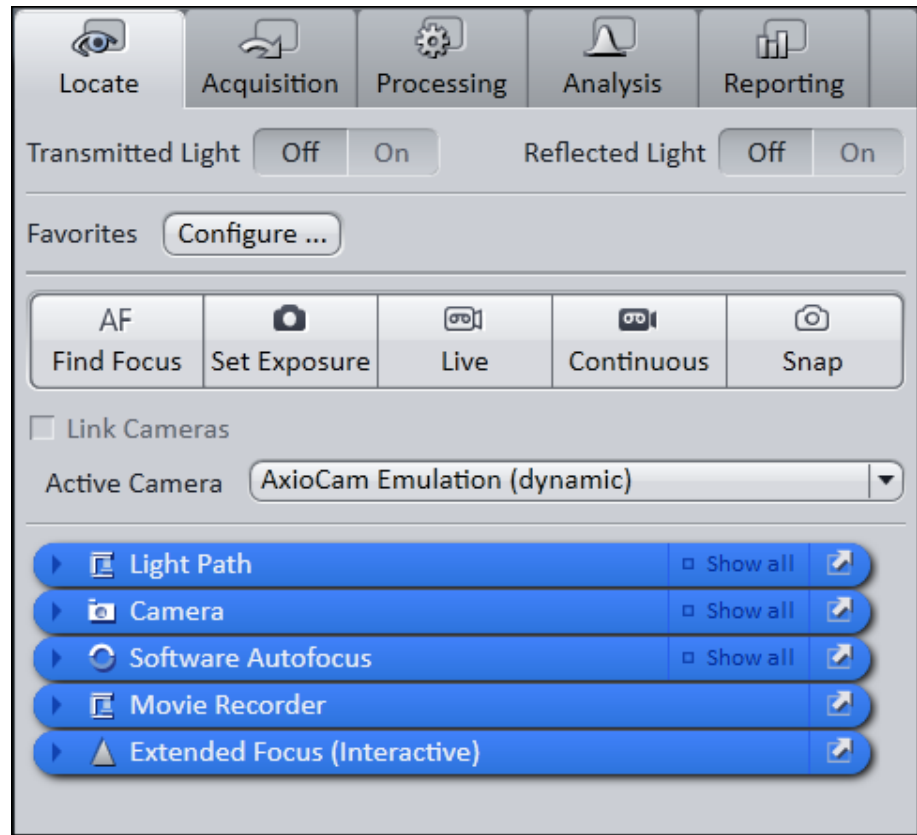 Locate Acquisition Processing Analysis Reporting
Transmitted Light Off On Reflected Light Off On
Favorites Configure ...
AF
Find Focus Set Exposure Live Continuous Snap
Link Cameras
Active Camera AxioCam Emulation (dynamic)
Light Path Show all
Camera Show all
Software Autofocus Show all
Movie Recorder
Extended Focus (Interactive)